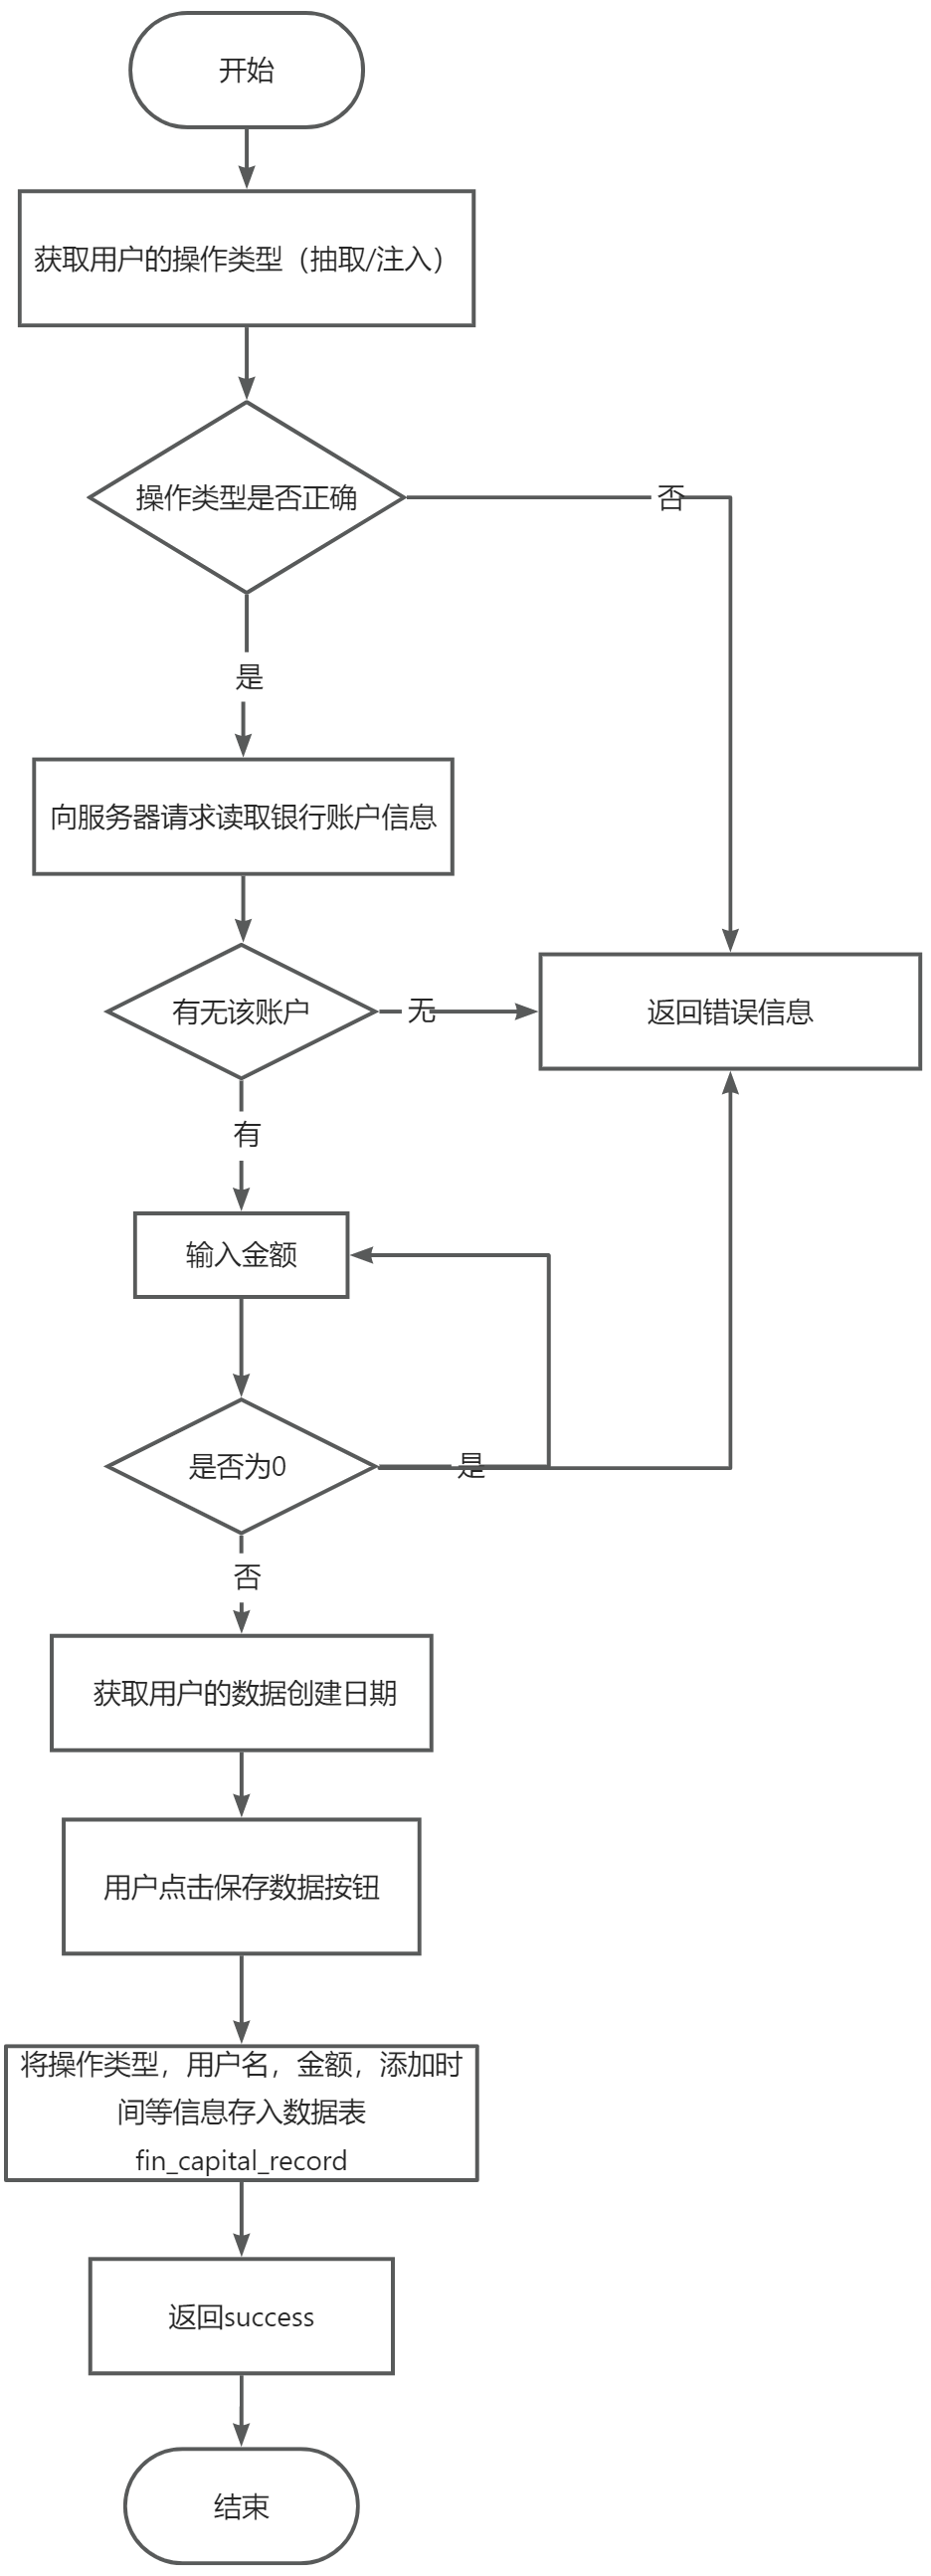 开始
获取用户的操作类型（抽取/注入）
操作类型是否正确
否
是
向服务器请求读取银行账户信息
有无该账户
无
返回错误信息
有
输入金额
是否为0
是
否
获取用户的数据创建日期
用户点击保存数据按钮
将操作类型，用户名，金额，添加时
间等信息存入数据表
fin_capital_record
返回success
结束